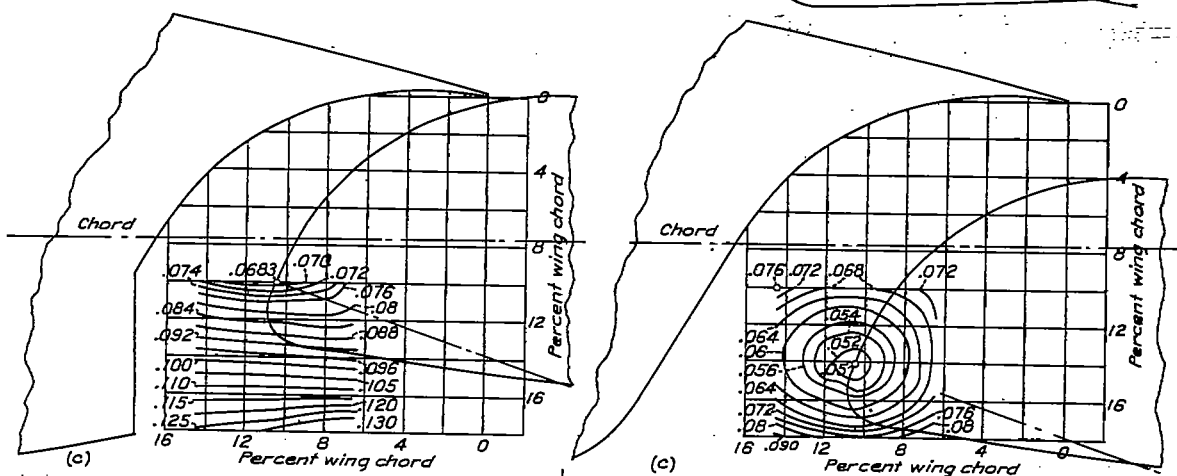 0
4
Chord
8
Percent wing chord
.074 .0683 .070 .072
.076
.084 .08
.092 .088
12
.100 .096
.110 .105
.115 .120
.125 .130
16
16 12 8 4 0
(c) Percent wing chord
0
4
Chord
8
Percent wing chord
.076 .072 .068 .072
.064 .054
12
.06 .052
.056 .051
.064
.072 .076
.08 .08
16
16 .090 12 8 4 0
(c) Percent wing chord